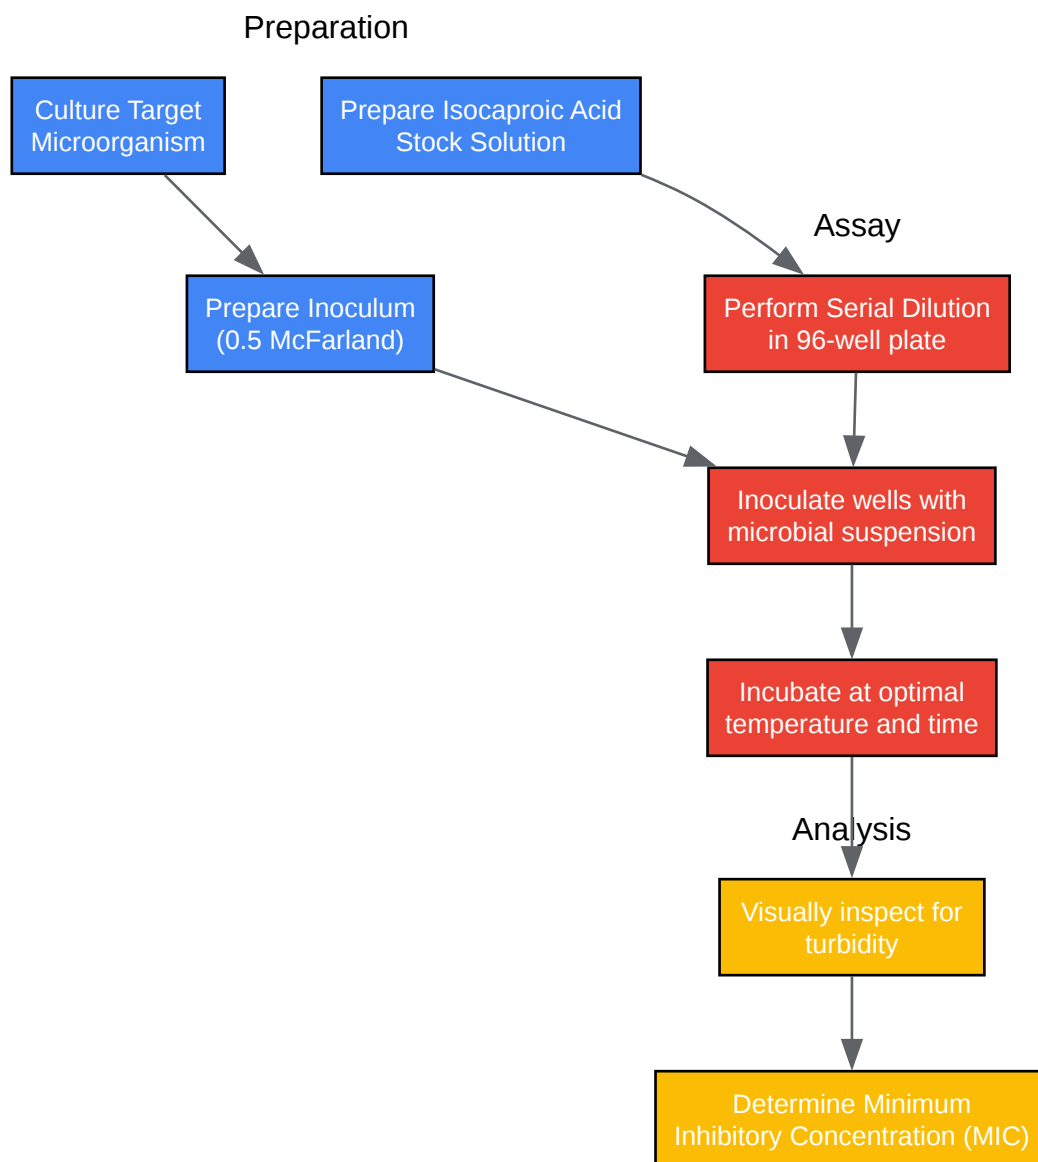 Preparation
Culture Target
Microorganism
Prepare Isocaproic Acid
Stock Solution
Assay
Prepare Inoculum
(0.5 McFarland)
Perform Serial Dilution
in 96-well plate
Inoculate wells with
microbial suspension
Incubate at optimal
temperature and time
Analysis
Visually inspect for
turbidity
Determine Minimum
Inhibitory Concentration (MIC)